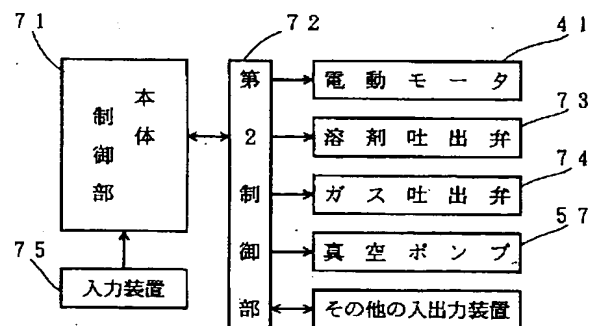 71
本体
制御部
75
入力装置
72
第2制御部
41
電動モータ
73
溶剤吐出弁
74
ガス吐出弁
57
真空ポンプ
その他の入出力装置